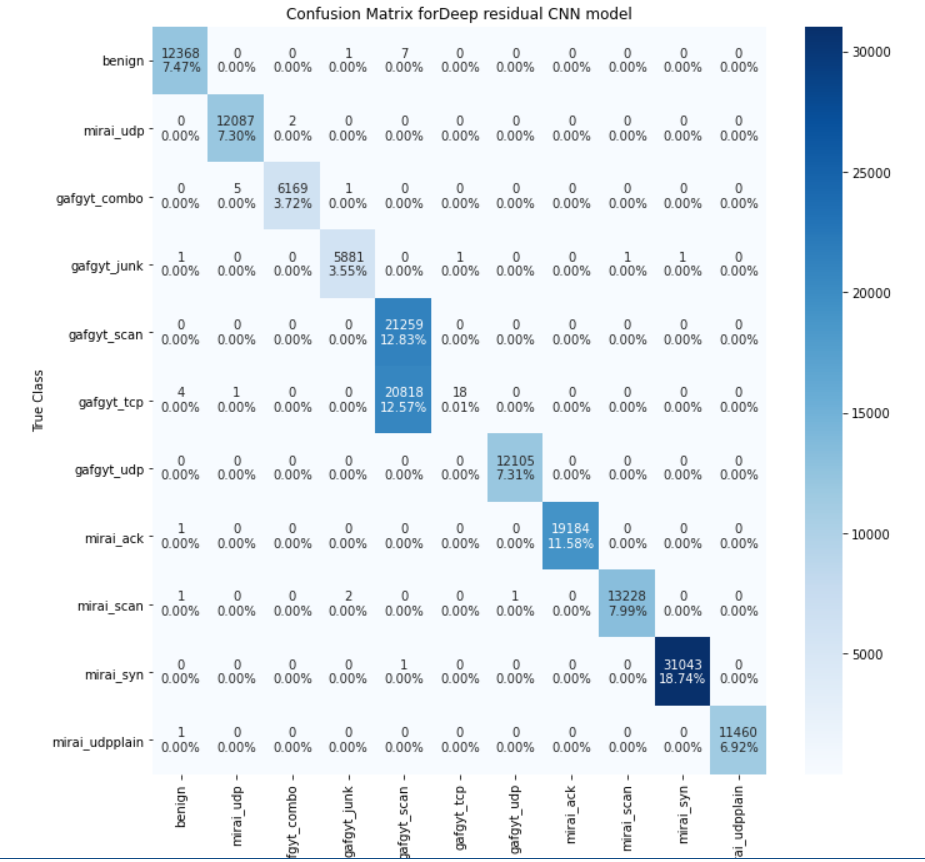 Confusion Matrix forDeep residual CNN model
True Class
benign
12368 0 0 1 7 0 0 0 0 0 0
7.47% 0.00% 0.00% 0.00% 0.00% 0.00% 0.00% 0.00% 0.00% 0.00% 0.00%
mirai_udp
0 12087 2 0 0 0 0 0 0 0 0
0.00% 7.30% 0.00% 0.00% 0.00% 0.00% 0.00% 0.00% 0.00% 0.00% 0.00%
gafgyt_combo
0 5 6169 1 0 0 0 0 0 0 0
0.00% 0.00% 3.72% 0.00% 0.00% 0.00% 0.00% 0.00% 0.00% 0.00% 0.00%
gafgyt_junk
1 0 0 5881 0 1 0 0 1 1 0
0.00% 0.00% 0.00% 3.55% 0.00% 0.00% 0.00% 0.00% 0.00% 0.00% 0.00%
gafgyt_scan
0 0 0 0 21259 0 0 0 0 0 0
0.00% 0.00% 0.00% 0.00% 12.83% 0.00% 0.00% 0.00% 0.00% 0.00% 0.00%
gafgyt_tcp
4 1 0 0 20818 18 0 0 0 0 0
0.00% 0.00% 0.00% 0.00% 12.57% 0.01% 0.00% 0.00% 0.00% 0.00% 0.00%
gafgyt_udp
0 0 0 0 0 0 12105 0 0 0 0
0.00% 0.00% 0.00% 0.00% 0.00% 0.00% 7.31% 0.00% 0.00% 0.00% 0.00%
mirai_ack
1 0 0 0 0 0 0 19184 0 0 0
0.00% 0.00% 0.00% 0.00% 0.00% 0.00% 0.00% 11.58% 0.00% 0.00% 0.00%
mirai_scan
1 0 0 2 0 0 1 0 13228 0 0
0.00% 0.00% 0.00% 0.00% 0.00% 0.00% 0.00% 0.00% 7.99% 0.00% 0.00%
mirai_syn
0 0 0 0 1 0 0 0 0 31043 0
0.00% 0.00% 0.00% 0.00% 0.00% 0.00% 0.00% 0.00% 0.00% 18.74% 0.00%
mirai_udpplain
1 0 0 0 0 0 0 0 0 0 11460
0.00% 0.00% 0.00% 0.00% 0.00% 0.00% 0.00% 0.00% 0.00% 0.00% 6.92%
benign
mirai_udp
fgyt_combo
gafgyt_junk
gafgyt_scan
gafgyt_tcp
gafgyt_udp
mirai_ack
mirai_scan
mirai_syn
rai_udpplain
30000
25000
20000
15000
10000
5000